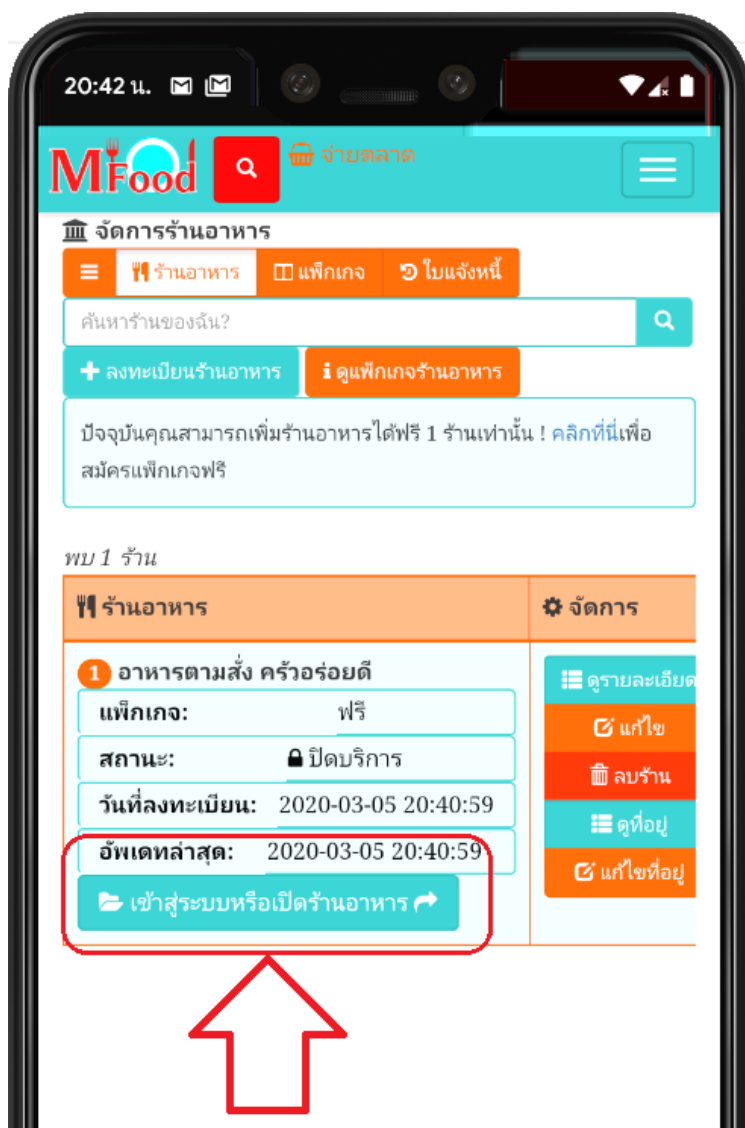 20:42 น.
MFood
จ่ายตลาด
จัดการร้านอาหาร
ร้านอาหาร แพ็กเกจ ใบแจ้งหนี้
ค้นหาร้านของฉัน?
ลงทะเบียนร้านอาหาร ดูแพ็กเกจร้านอาหาร
ปัจจุบันคุณสามารถเพิ่มร้านอาหารได้ฟรี 1 ร้านเท่านั้น ! คลิกที่นี่เพื่อ
สมัครแพ็กเกจฟรี
พบ 1 ร้าน
ร้านอาหาร
จัดการ
1 อาหารตามสั่ง ครัวอร่อยดี
แพ็กเกจ: ฟรี
สถานะ: ปิดบริการ
วันที่ลงทะเบียน: 2020-03-05 20:40:59
อัพเดทล่าสุด: 2020-03-05 20:40:59
เข้าสู่ระบบหรือเปิดร้านอาหาร
ดูรายละเอียด
แก้ไข
ลบร้าน
ดูที่อยู่
แก้ไขที่อยู่